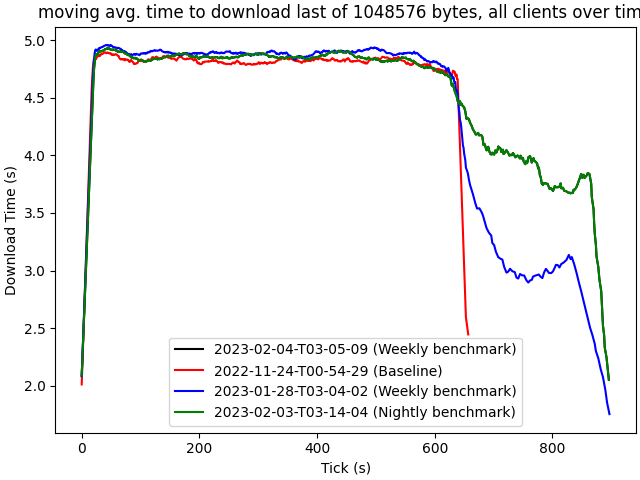 moving avg. time to download last of 1048576 bytes, all clients over tim
5.0
4.5
4.0
3.5
3.0
2.5
2.0
Download Time (s)
2023-02-04-T03-05-09 (Weekly benchmark)
2022-11-24-T00-54-29 (Baseline)
2023-01-28-T03-04-02 (Weekly benchmark)
2023-02-03-T03-14-04 (Nightly benchmark)
0 200 400 600 800
Tick (s)